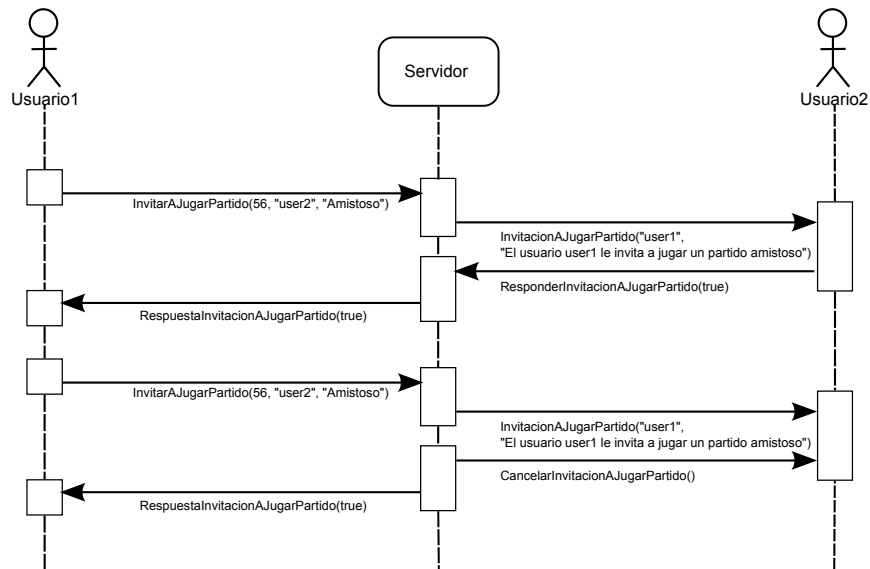 Servidor
Usuario1
Usuario2
InvitarAJugarPartido(56, "user2", "Amistoso")
InvitacionAJugarPartido("user1",
"El usuario user1 le invita a jugar un partido amistoso")
ResponderInvitacionAJugarPartido(true)
RespuestaInvitacionAJugarPartido(true)
InvitarAJugarPartido(56, "user2", "Amistoso")
InvitacionAJugarPartido("user1",
"El usuario user1 le invita a jugar un partido amistoso")
CancelarInvitacionAJugarPartido()
RespuestaInvitacionAJugarPartido(true)